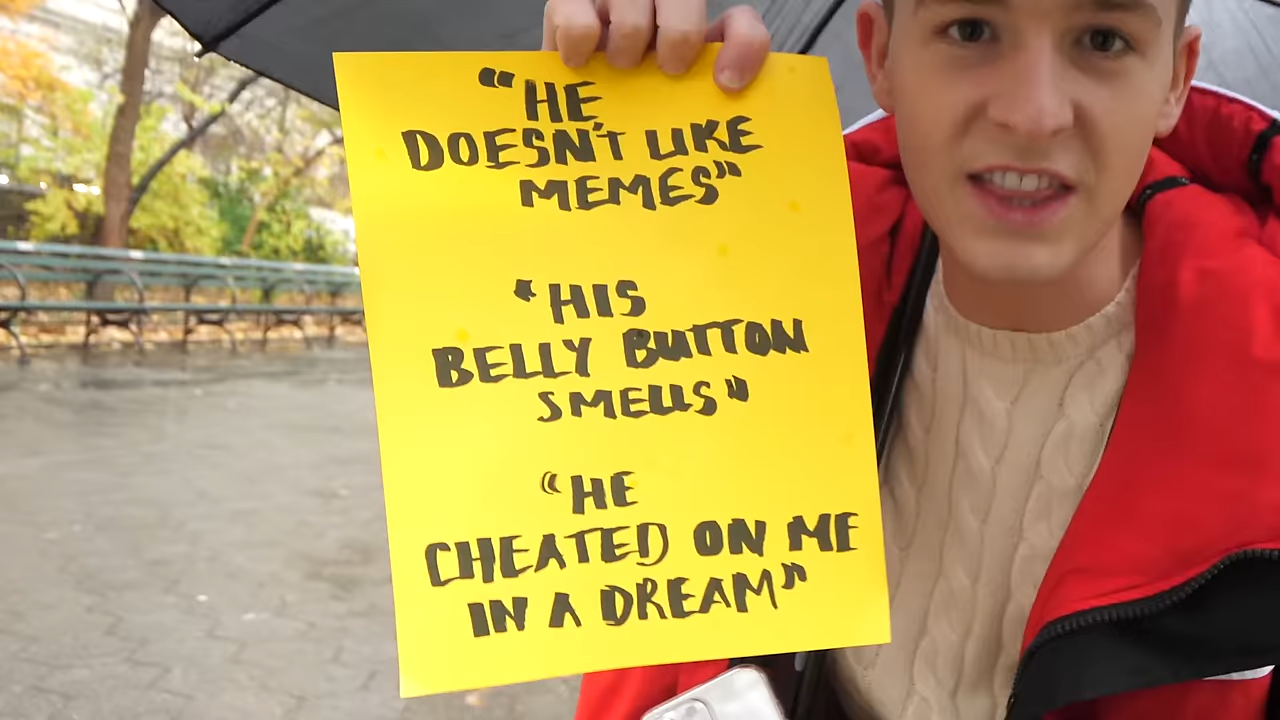 “HE
DOESN'T LIKE
MEMES”
“HIS
BELLY BUTTON
SMELLS”
“HE
CHEATED ON ME
IN A DREAM”